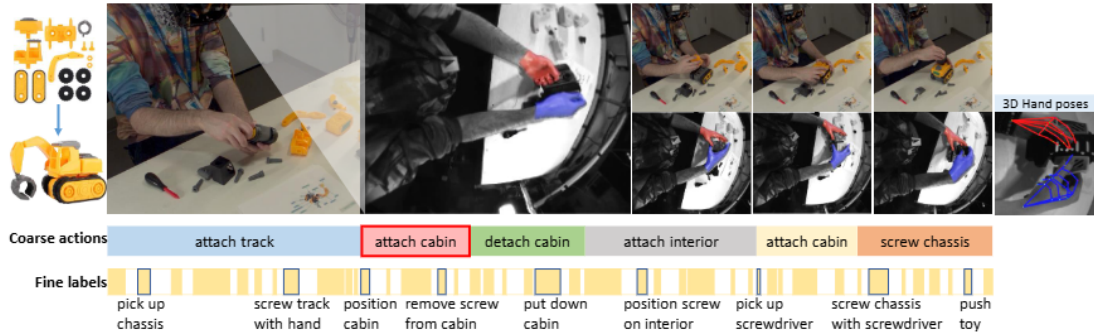 3D Hand poses
Coarse actions
attach track
attach cabin
detach cabin
attach interior
attach cabin
screw chassis
Fine labels
pick up
chassis
screw track
with hand
position
cabin
remove screw
from cabin
put down
cabin
position screw
on interior
pick up
screwdriver
screw chassis
with screwdriver
push
toy